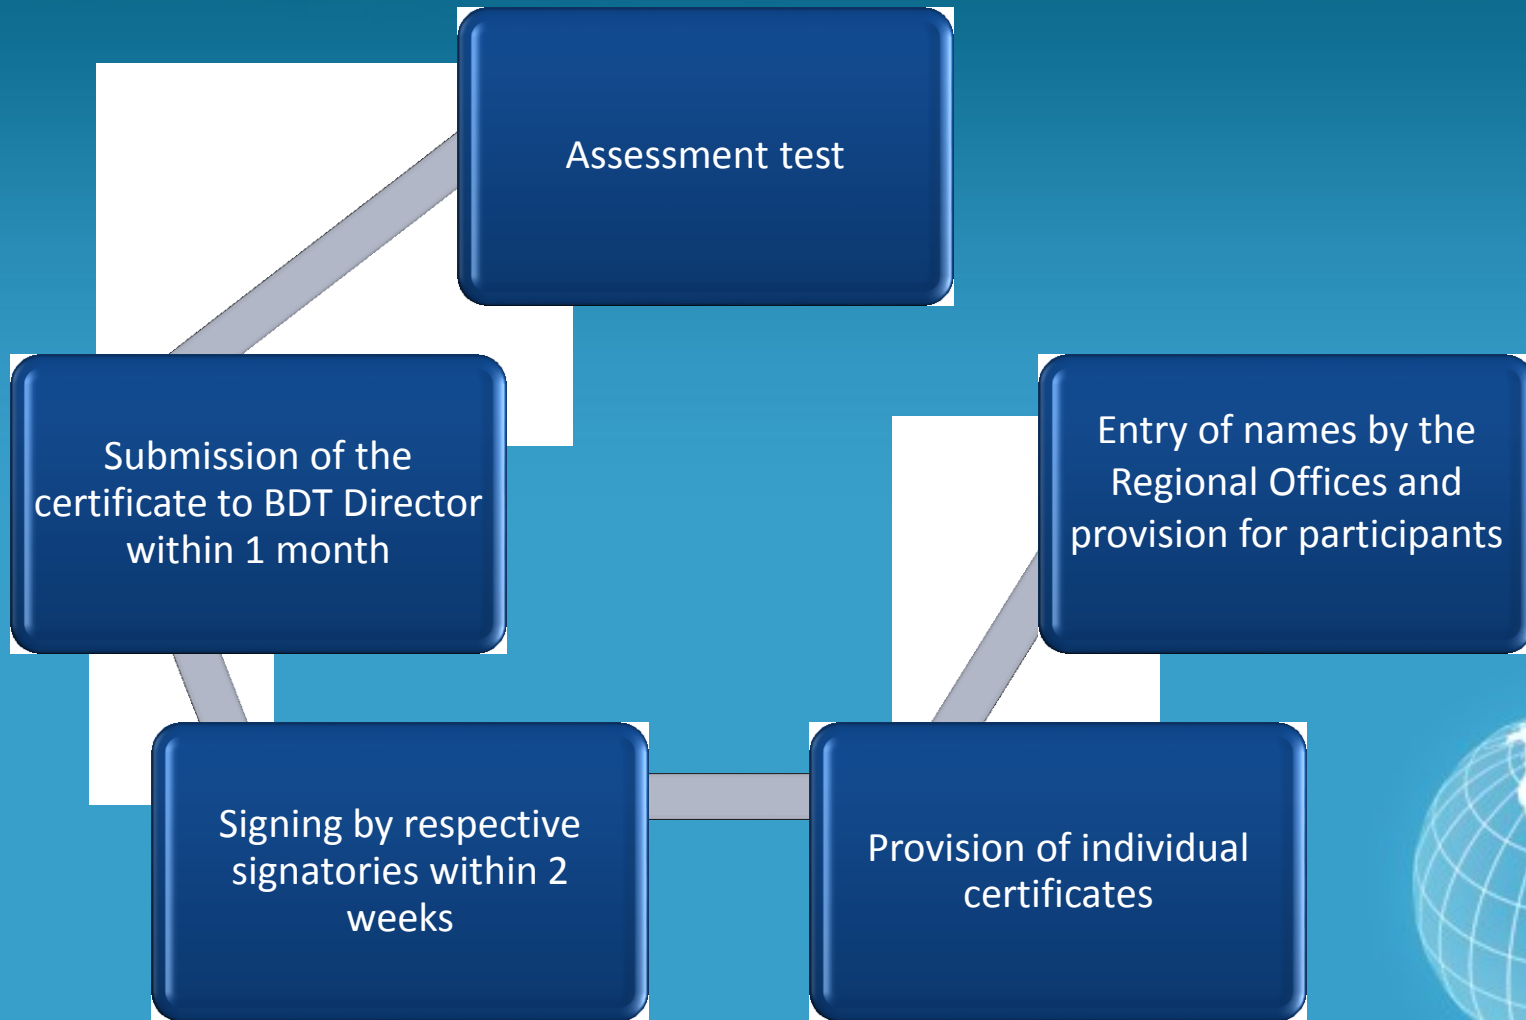 Assessment test
Submission of the
certificate to BDT Director
within 1 month
Entry of names by the
Regional Offices and
provision for participants
Signing by respective
signatories within 2
weeks
Provision of individual
certificates